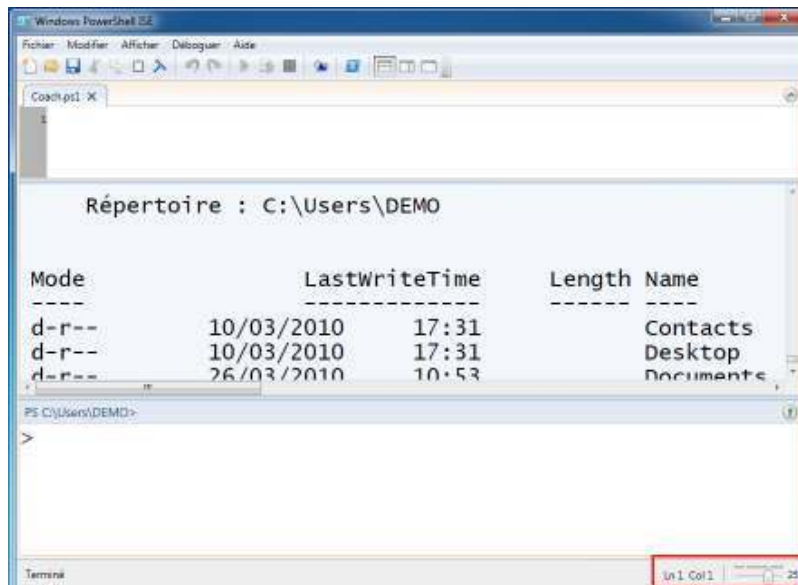 Windows PowerShell ISE
Fichier Modifier Afficher Déboguer Aide
Coach.ps1 X
1
Répertoire : C:\Users\DEMO
Mode LastWriteTime Length Name
---- ------------- ------ ----
d-r-- 10/03/2010 17:31 Contacts
d-r-- 10/03/2010 17:31 Desktop
d-r-- 26/03/2010 10:53 Documents
PS C:\Users\DEMO>
>
Terminé Ln 1 Col 1